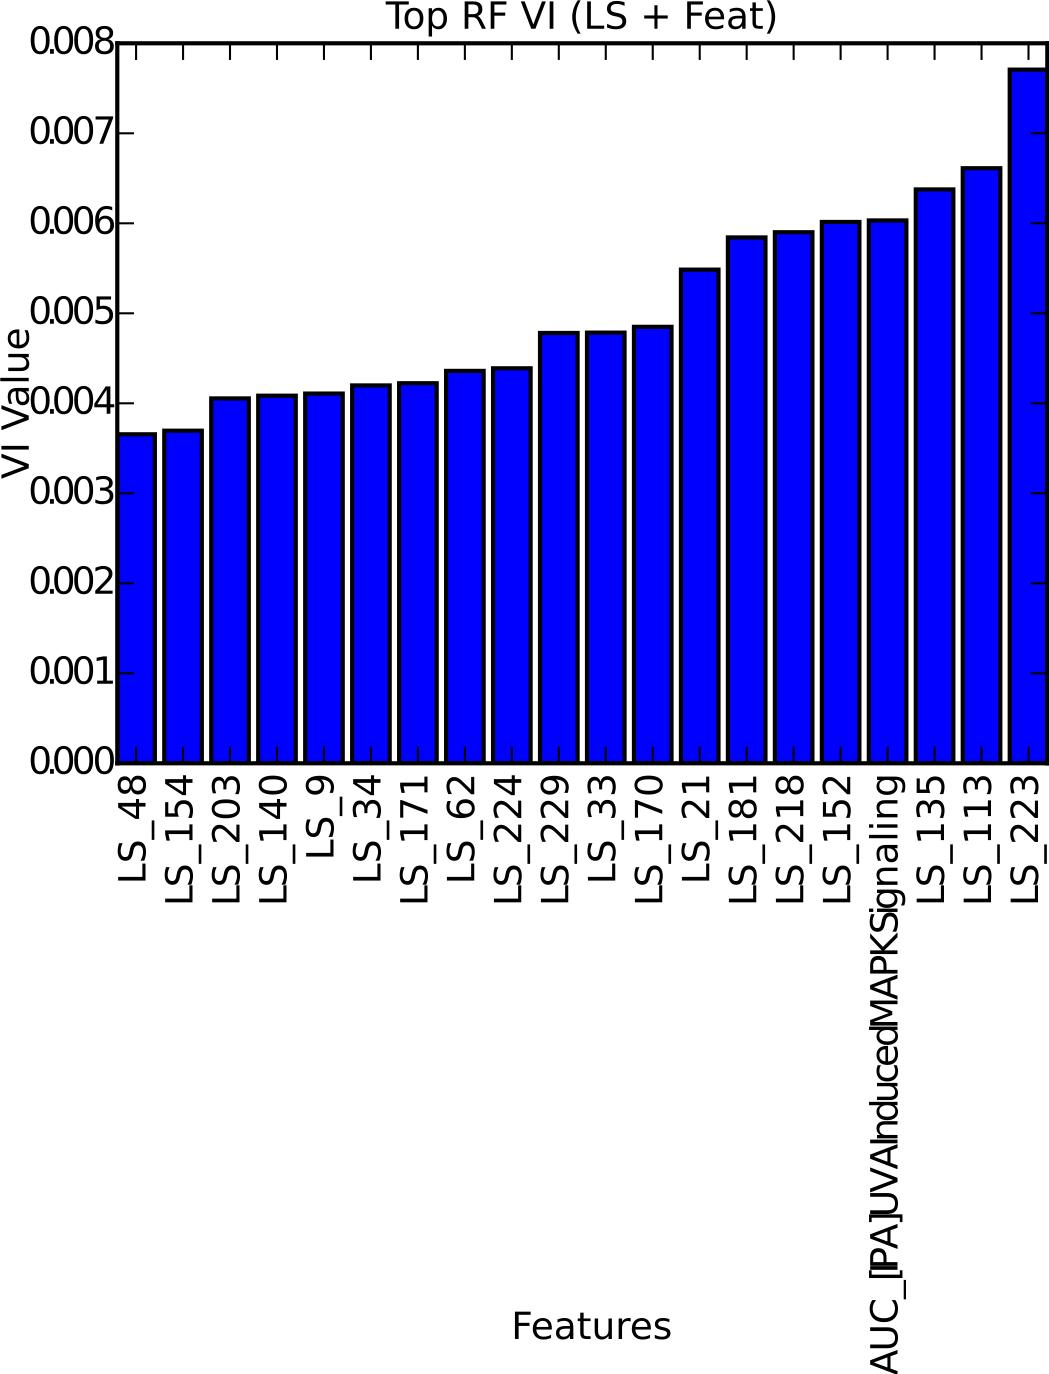 Top RF VI (LS + Feat)
0.008
0.007
0.006
0.005
0.004
0.003
0.002
0.001
0.000
VI Value
LS_48
LS_154
LS_203
LS_140
LS_9
LS_34
LS_171
LS_62
LS_224
LS_229
LS_33
LS_170
LS_21
LS_181
LS_218
LS_152
AUC_[IPA]UVAInducedMAPKSignaling
LS_135
LS_113
LS_223
Features